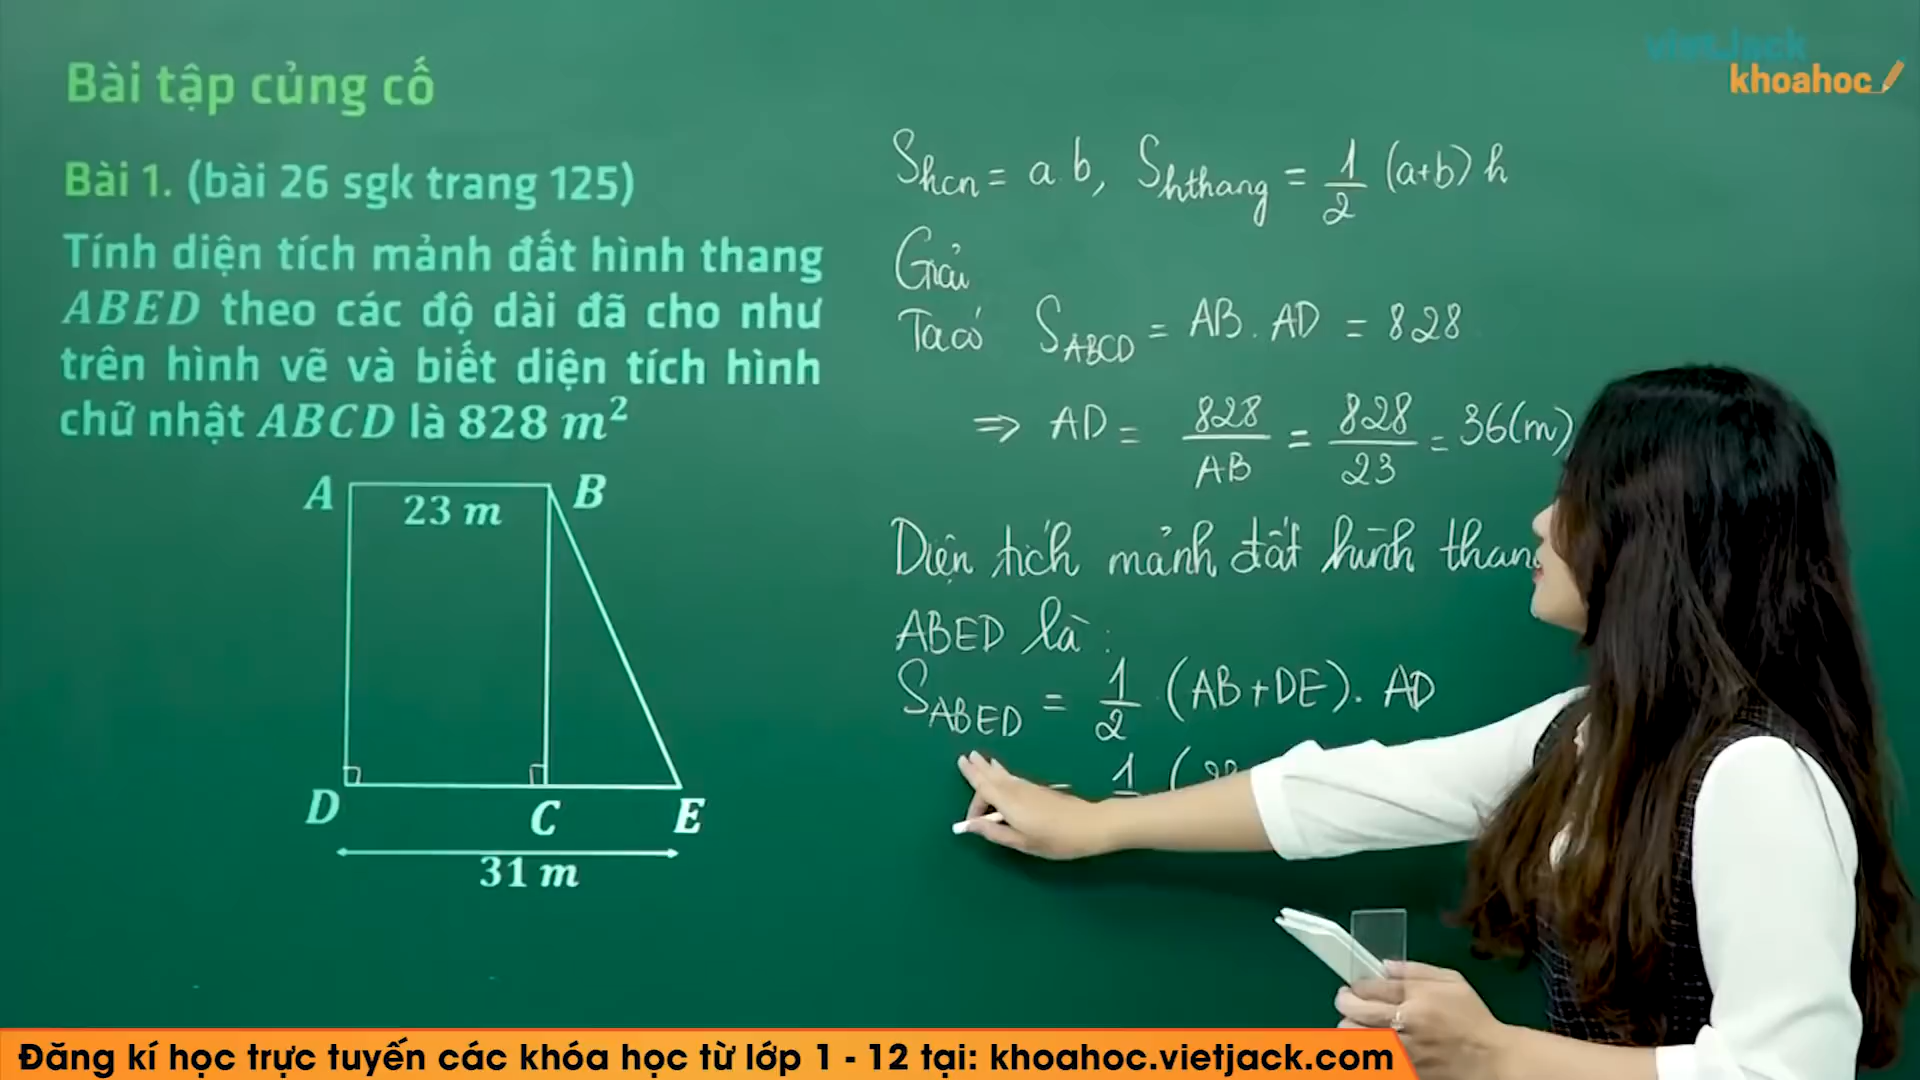 vietJack
khoahoc
Bài tập củng cố
Bài 1. (bài 26 sgk trang 125)
Tính diện tích mảnh đất hình thang
ABED theo các độ dài đã cho như
trên hình vẽ và biết diện tích hình
chữ nhật ABCD là 828 m²
A
23 m
B
D
C
E
31 m
Shcn = a.b, Shthang = 1/2 (a+b) h
Giải
Ta có S_ABCD = AB . AD = 828
⇒ AD = 828/AB = 828/23 = 36(m)
Diện tích mảnh đất hình thang
ABED là :
S_ABED = 1/2 (AB+DE). AD
= 1 (
Đăng kí học trực tuyến các khóa học từ lớp 1 - 12 tại: khoahoc.vietjack.com